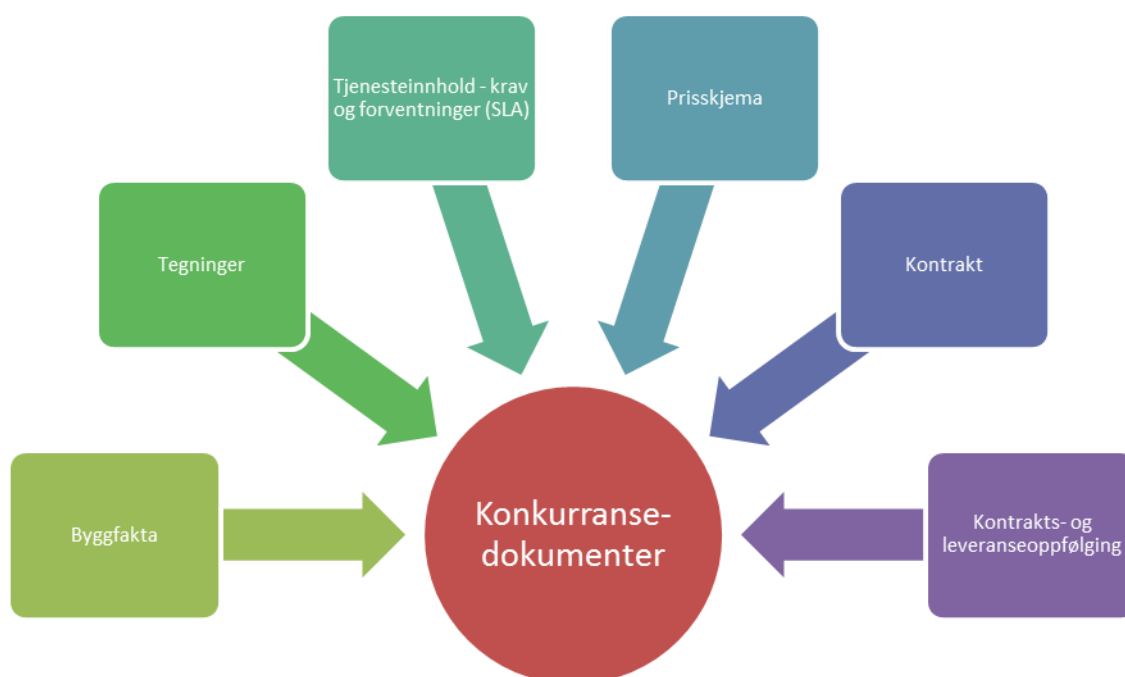 Tjenesteinnhold - krav
og forventninger (SLA)
Prisskjema
Tegninger
Kontrakt
Byggfakta
Konkurranse-
dokumenter
Kontrakts- og
leveranseoppfølging